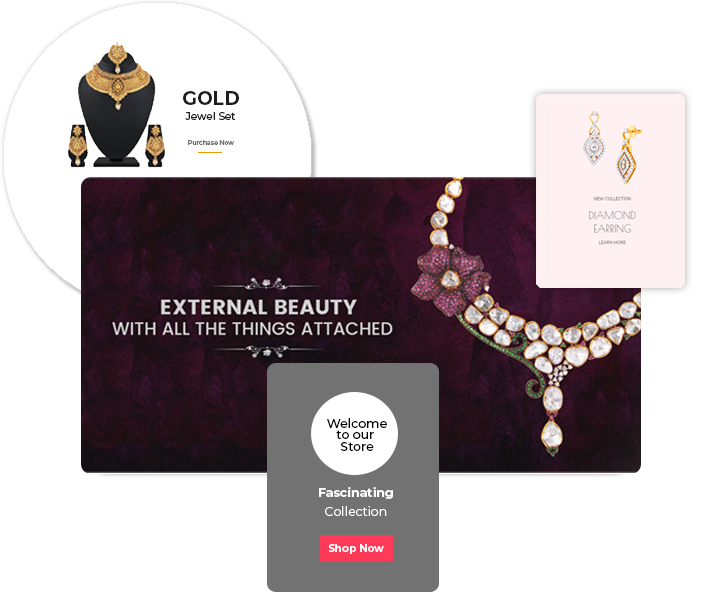 GOLD
Jewel Set
Purchase Now
NEW COLLECTION
DIAMOND
EARRING
LEARN MORE
EXTERNAL BEAUTY
WITH ALL THE THINGS ATTACHED
Welcome
to our
Store
Fascinating
Collection
Shop Now